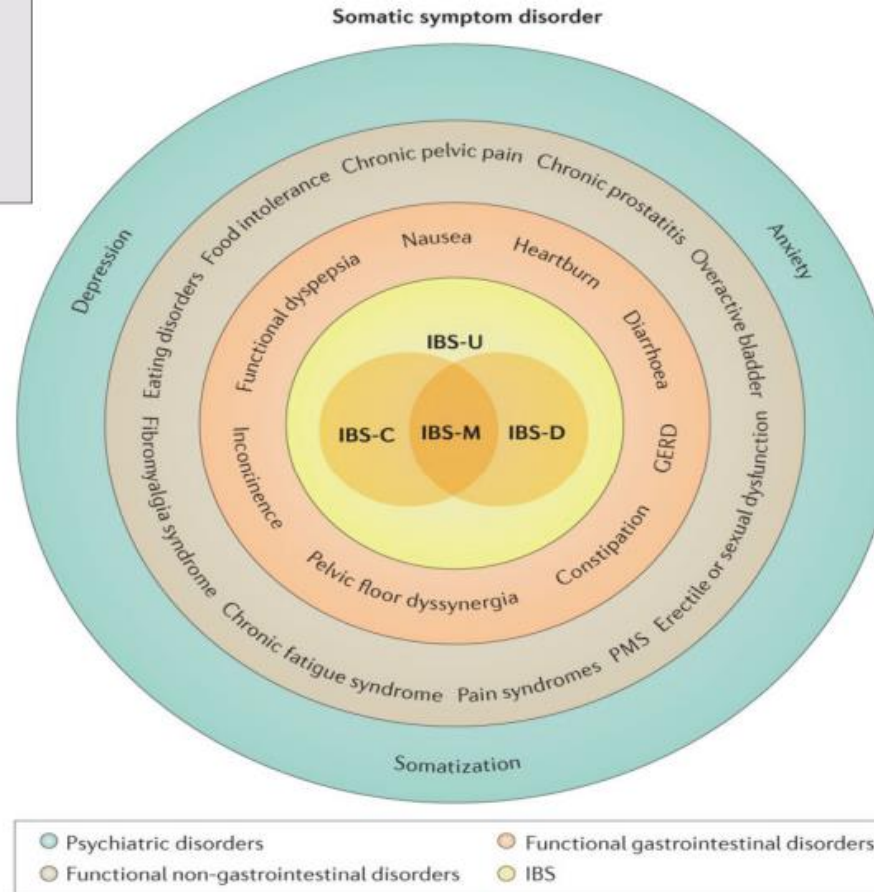 Somatic symptom disorder
Depression
Anxiety
Somatization
Eating disorders
Food intolerance
Chronic pelvic pain
Chronic prostatitis
Overactive bladder
Erectile or sexual dysfunction
PMS
Pain syndromes
Chronic fatigue syndrome
Fibromyalgia syndrome
Functional dyspepsia
Nausea
Heartburn
Diarrhoea
GERD
Constipation
Pelvic floor dyssynergia
Incontinence
IBS-U
IBS-C IBS-M IBS-D
Psychiatric disorders
Functional gastrointestinal disorders
Functional non-gastrointestinal disorders
IBS